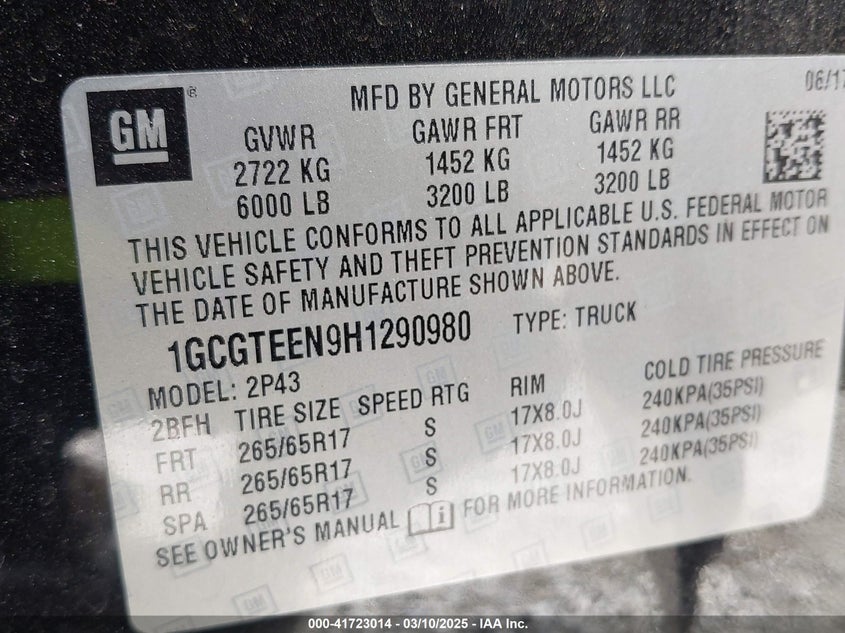 GM ®
MFD BY GENERAL MOTORS LLC 06/17
GVWR GAWR FRT GAWR RR
2722 KG 1452 KG 1452 KG
6000 LB 3200 LB 3200 LB
THIS VEHICLE CONFORMS TO ALL APPLICABLE U.S. FEDERAL MOTOR
VEHICLE SAFETY AND THEFT PREVENTION STANDARDS IN EFFECT ON
THE DATE OF MANUFACTURE SHOWN ABOVE.
1GCGTEEN9H1290980 TYPE: TRUCK
MODEL: 2P43
2BFH TIRE SIZE SPEED RTG RIM COLD TIRE PRESSURE
FRT 265/65R17 S 17X8.0J 240KPA(35PSI)
RR 265/65R17 S 17X8.0J 240KPA(35PSI)
SPA 265/65R17 S 17X8.0J 240KPA(35PSI)
SEE OWNER'S MANUAL FOR MORE INFORMATION.
000-41723014 - 03/10/2025 - IAA Inc.